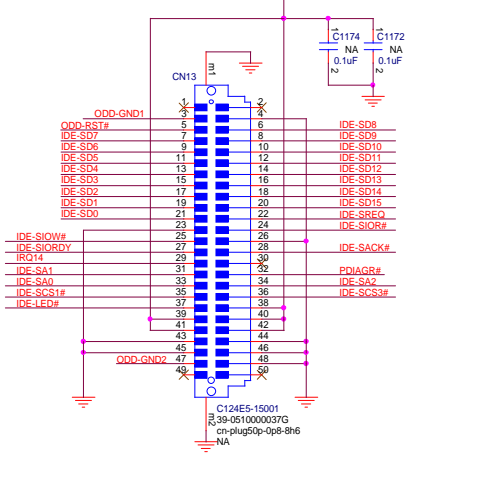 C1174
C1172
NA
NA
0.1uF
0.1uF
1
1
2
2
m1
CN13
1 2
ODD-GND1 3 4
ODD-RST# 5 6 IDE-SD8
IDE-SD7 7 8 IDE-SD9
IDE-SD6 9 10 IDE-SD10
IDE-SD5 11 12 IDE-SD11
IDE-SD4 13 14 IDE-SD12
IDE-SD3 15 16 IDE-SD13
IDE-SD2 17 18 IDE-SD14
IDE-SD1 19 20 IDE-SD15
IDE-SD0 21 22 IDE-SREQ
23 24 IDE-SIOR#
IDE-SIOW# 25 26
IDE-SIORDY 27 28 IDE-SACK#
IRQ14 29 30
IDE-SA1 31 32 PDIAGR#
IDE-SA0 33 34 IDE-SA2
IDE-SCS1# 35 36 IDE-SCS3#
IDE-LED# 37 38
39 40
41 42
43 44
45 46
ODD-GND2 47 48
49 50
m2
C124E5-15001
39-0510000037G
cn-plug50p-0p8-8h6
NA